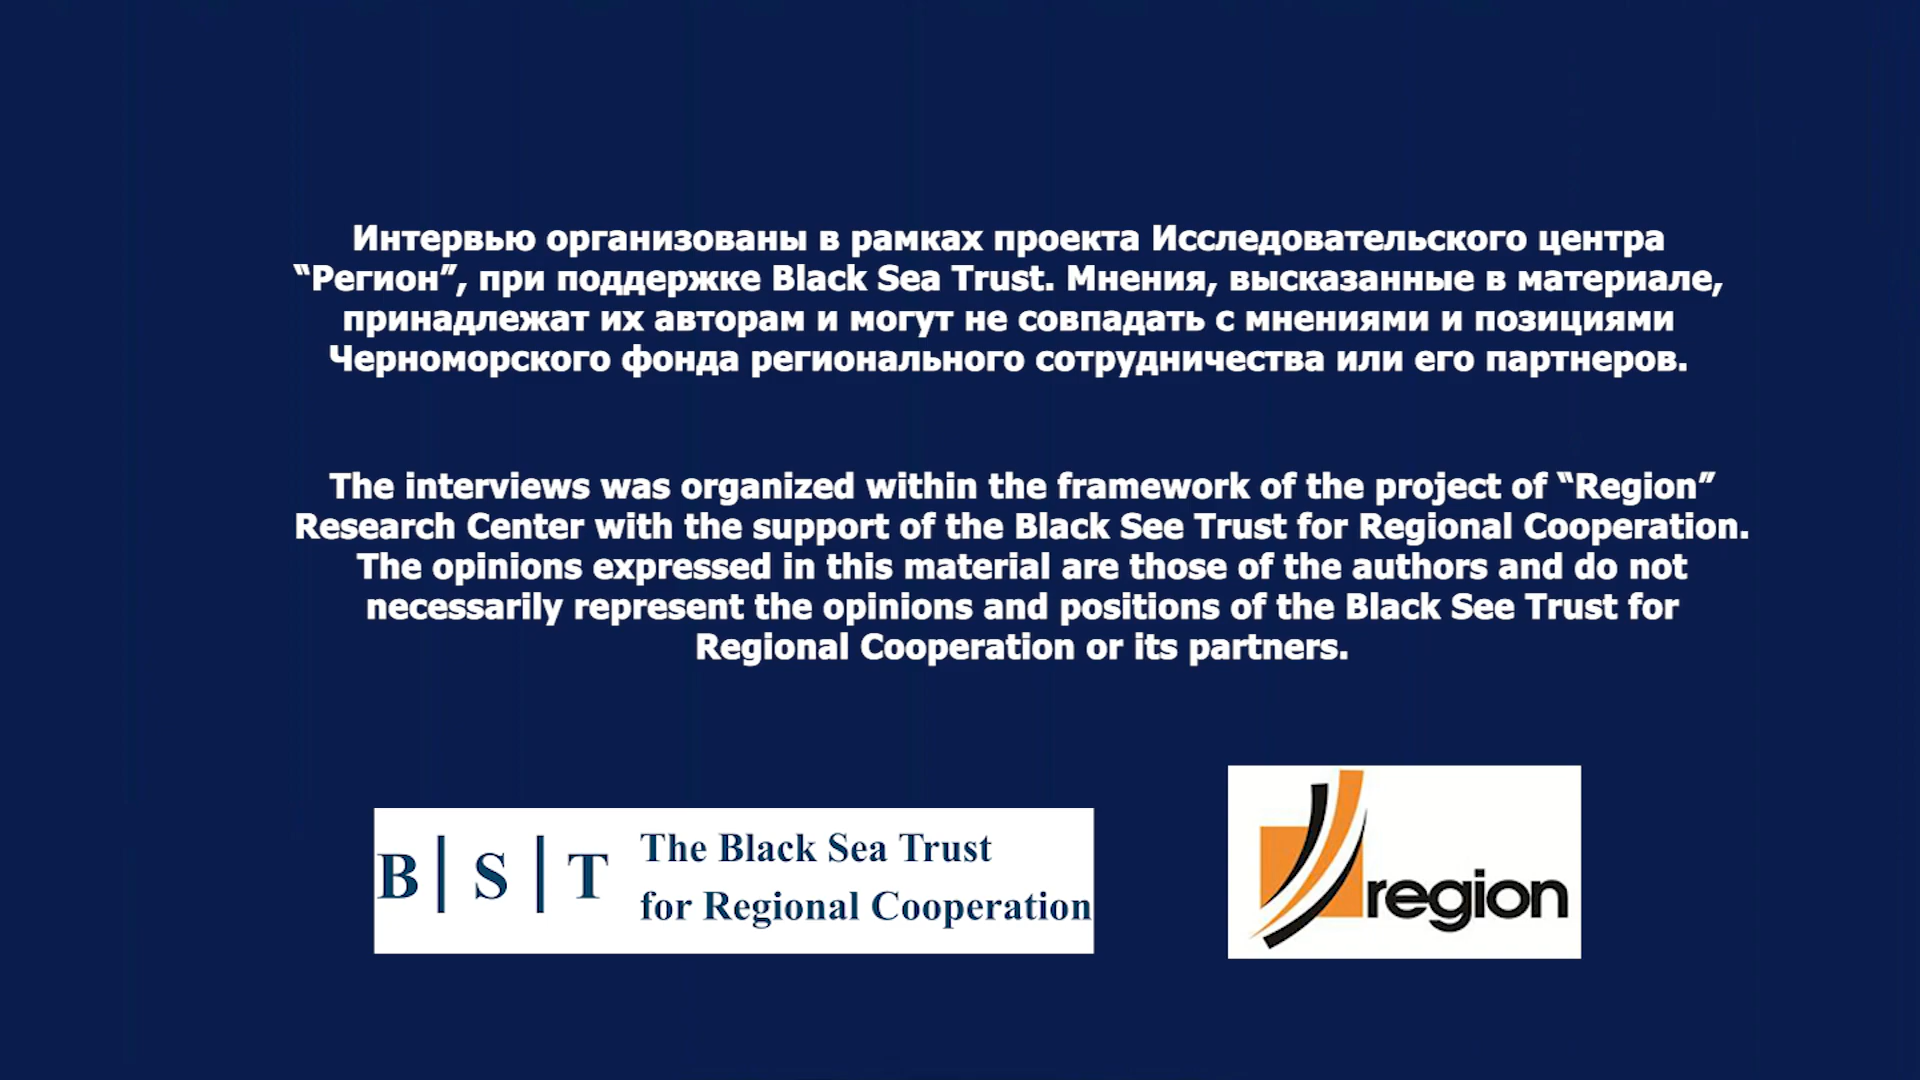 Интервью организованы в рамках проекта Исследовательского центра
“Регион”, при поддержке Black Sea Trust. Мнения, высказанные в материале,
принадлежат их авторам и могут не совпадать с мнениями и позициями
Черноморского фонда регионального сотрудничества или его партнеров.
The interviews was organized within the framework of the project of “Region”
Research Center with the support of the Black See Trust for Regional Cooperation.
The opinions expressed in this material are those of the authors and do not
necessarily represent the opinions and positions of the Black See Trust for
Regional Cooperation or its partners.
B | S | T
The Black Sea Trust
for Regional Cooperation
region